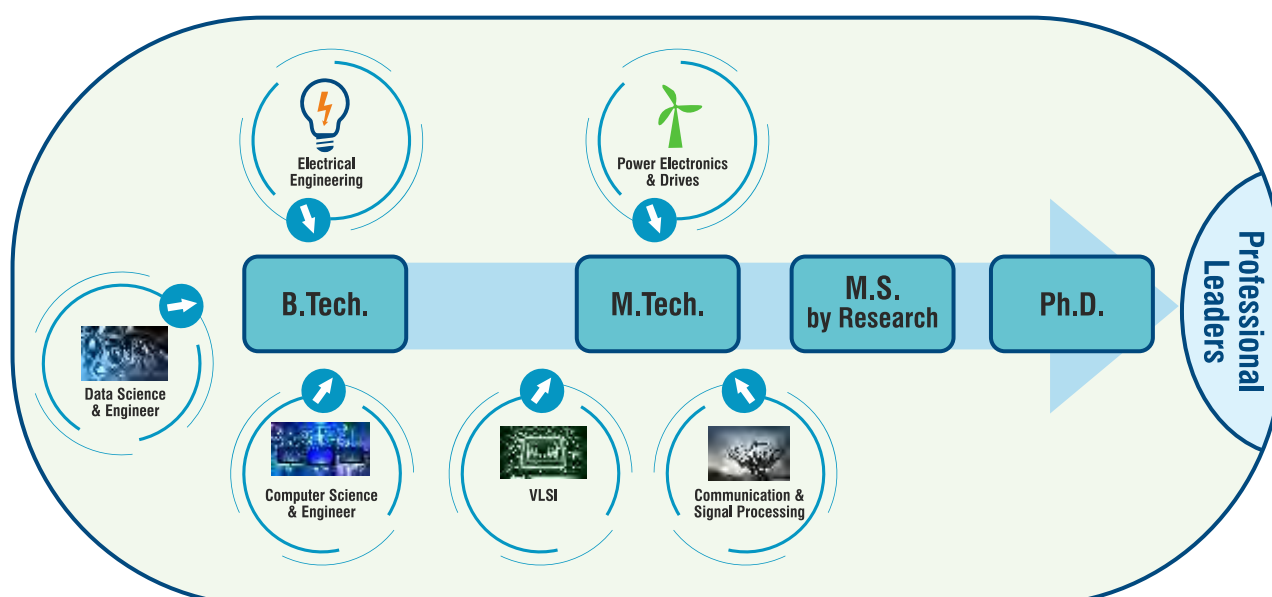 Electrical
Engineering
Power Electronics
& Drives
B.Tech.
M.Tech.
M.S.
by Research
Ph.D.
Professional
Leaders
Data Science
& Engineer
Computer Science
& Engineer
VLSI
Communication &
Signal Processing